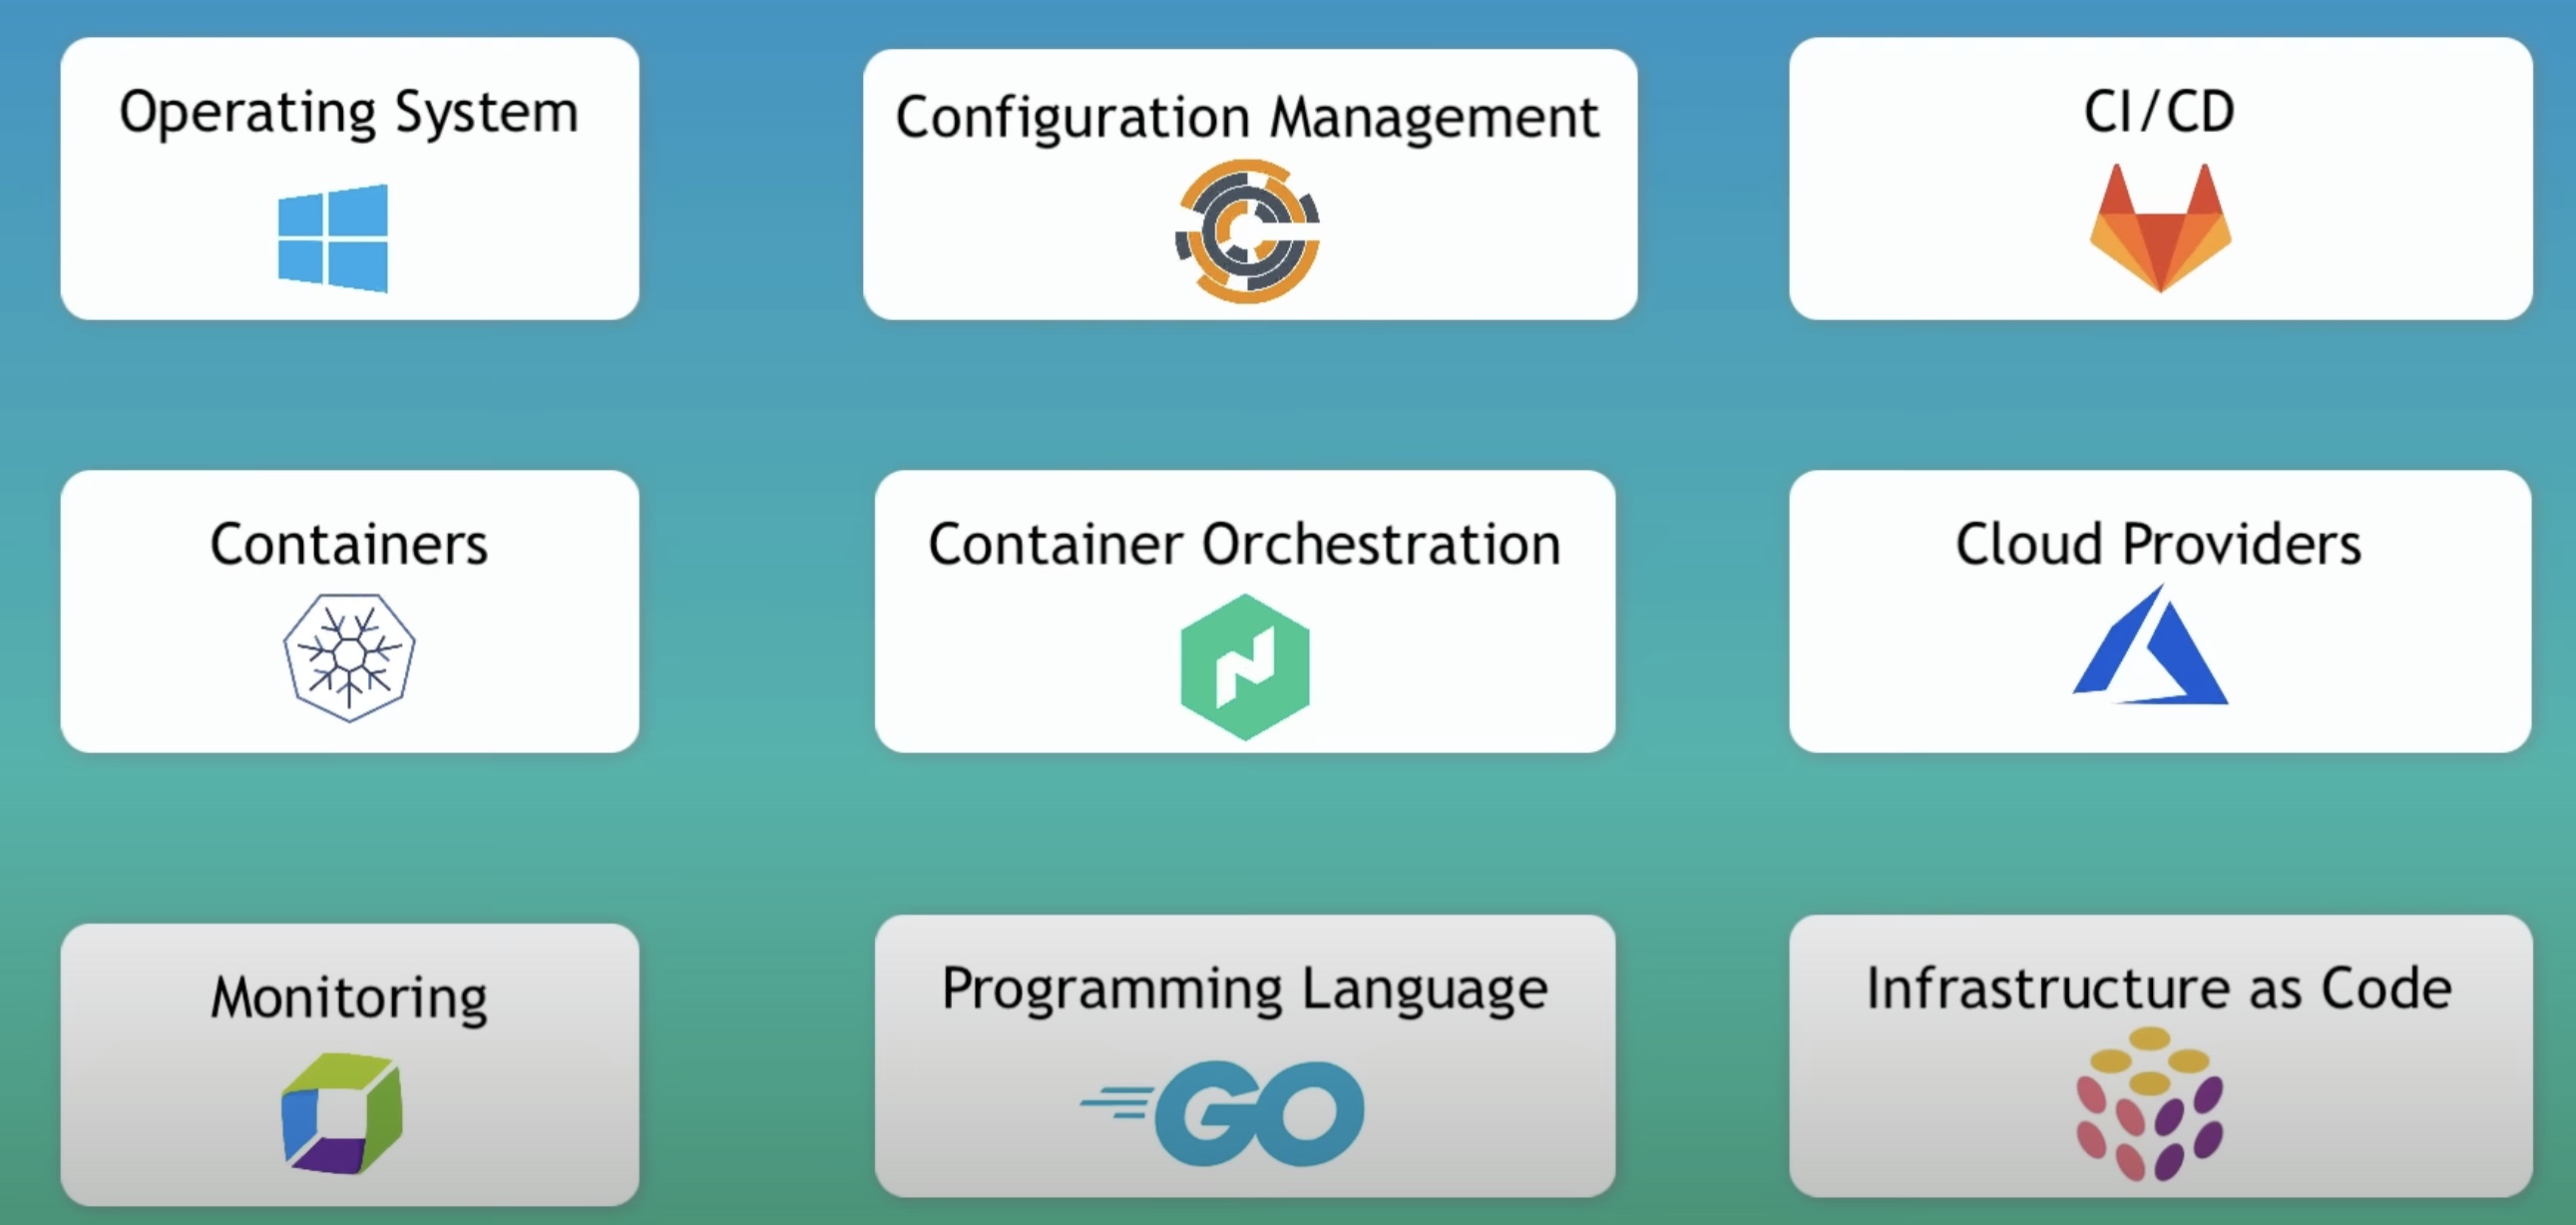 Operating System
Configuration Management
CI/CD
Containers
Container Orchestration
Cloud Providers
Monitoring
Programming Language
Infrastructure as Code
GO